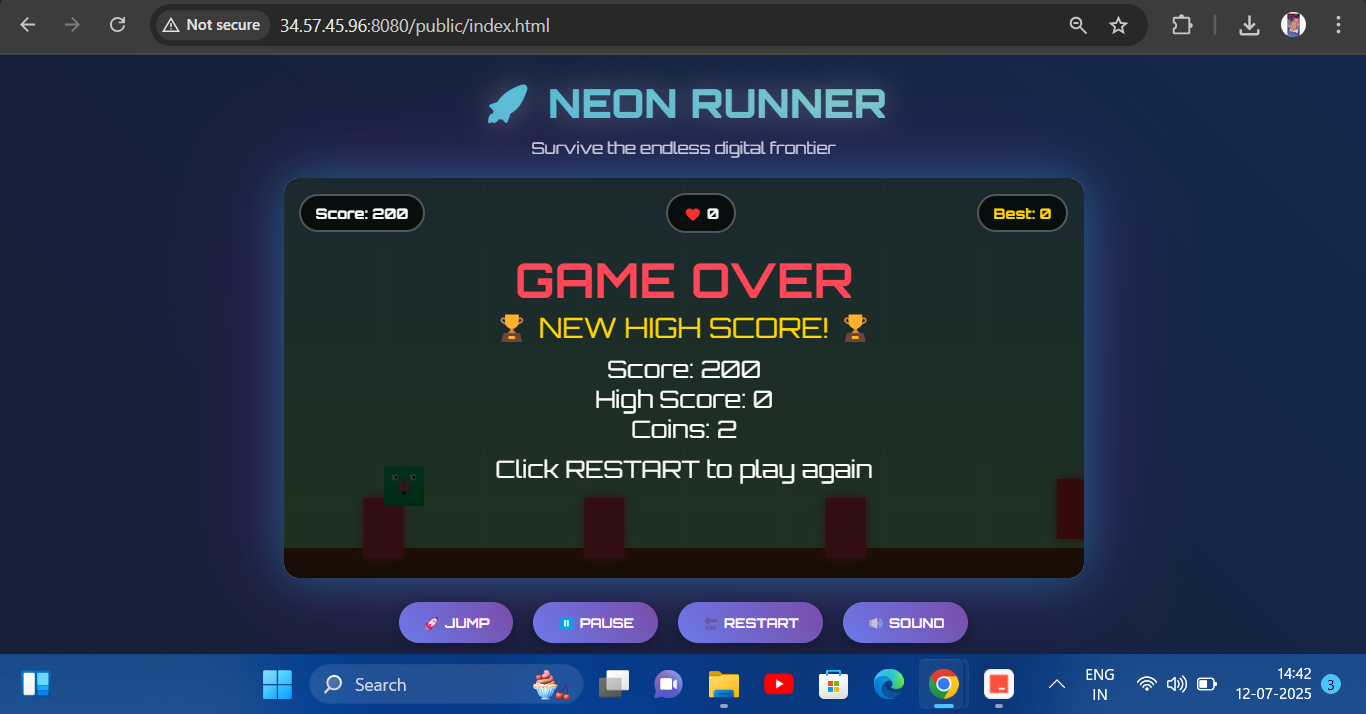 Not secure
34.57.45.96:8080/public/index.html
NEON RUNNER
Survive the endless digital frontier
Score: 200
0
Best: 0
GAME OVER
NEW HIGH SCORE!
Score: 200
High Score: 0
Coins: 2
Click RESTART to play again
JUMP
PAUSE
RESTART
SOUND
Search
ENG
IN
14:42
12-07-2025
3